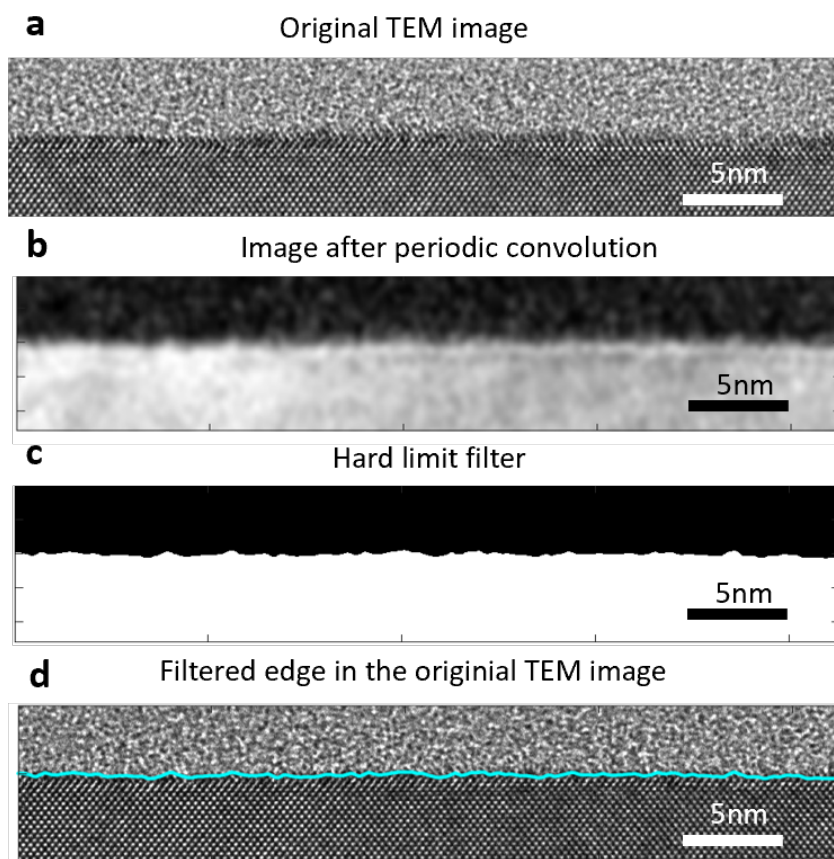 a
Original TEM image
5nm
b
Image after periodic convolution
5nm
c
Hard limit filter
5nm
d
Filtered edge in the originial TEM image
5nm